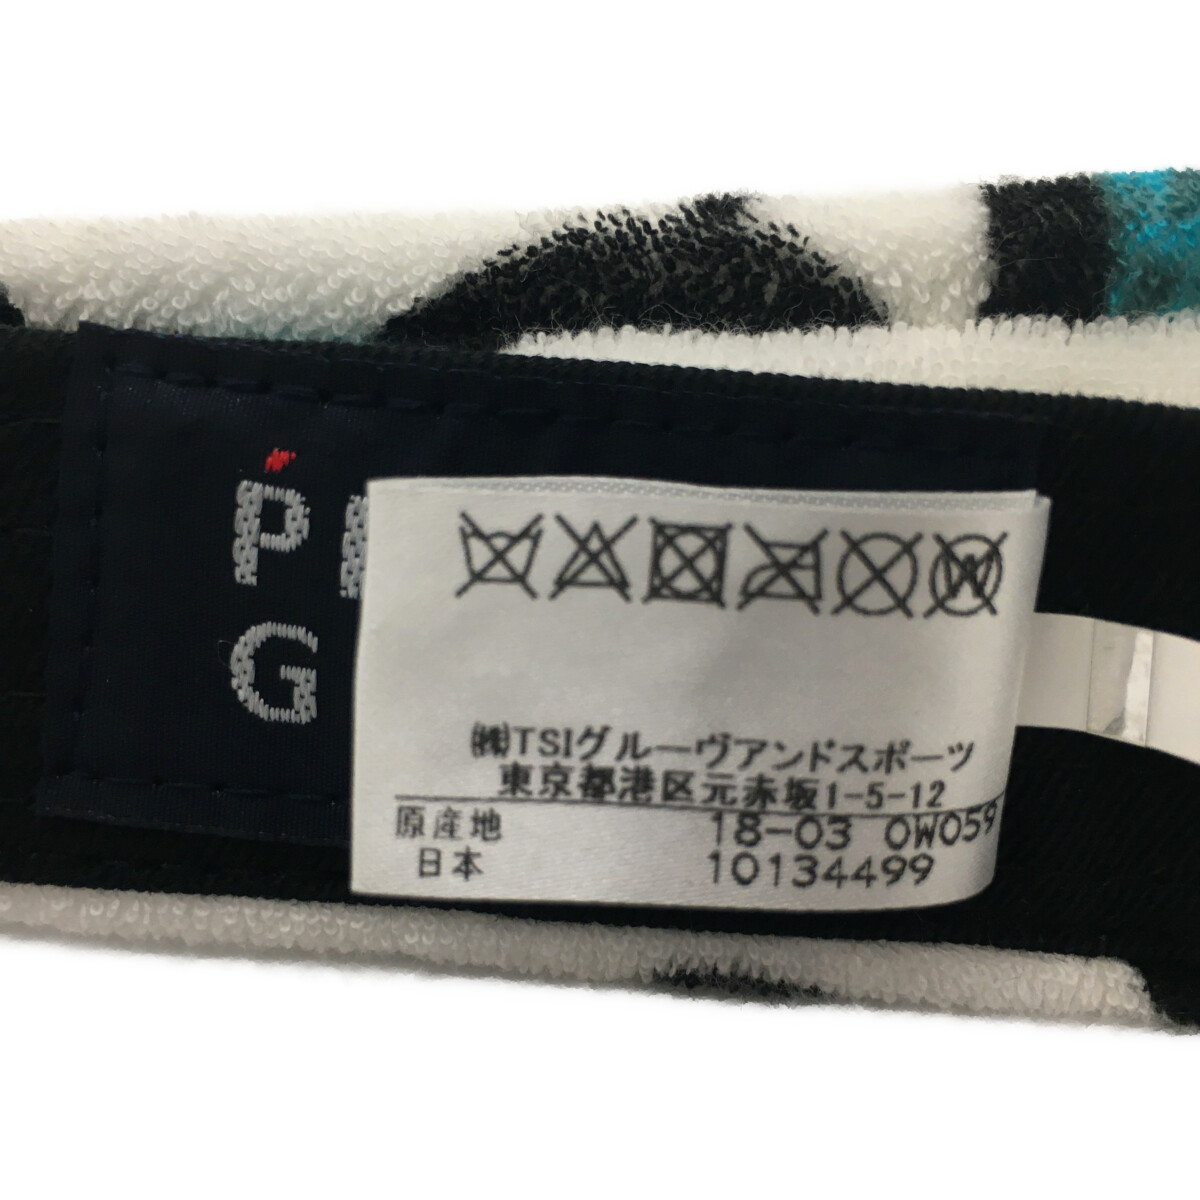 P
G
㈱TSIグルーヴアンドスポーツ
東京都港区元赤坂1-5-12
原産地 18-03 0W059
日本 10134499